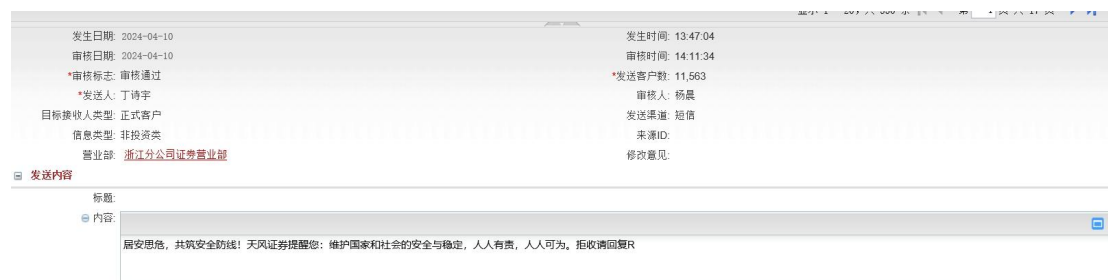 发生日期: 2024-04-10 发生时间: 13:47:04
审核日期: 2024-04-10 审核时间: 14:11:34
*审核标志: 审核通过 *发送客户数: 11,563
*发送人: 丁诗宇 审核人: 杨晨
目标接收人类型: 正式客户 发送渠道: 短信
信息类型: 非投资类 来源ID:
营业部: 浙江分公司证券营业部 修改意见:
发送内容
标题:
内容:
居安思危，共筑安全防线！天风证券提醒您：维护国家和社会的安全与稳定，人人有责，人人可为。拒收请回复R